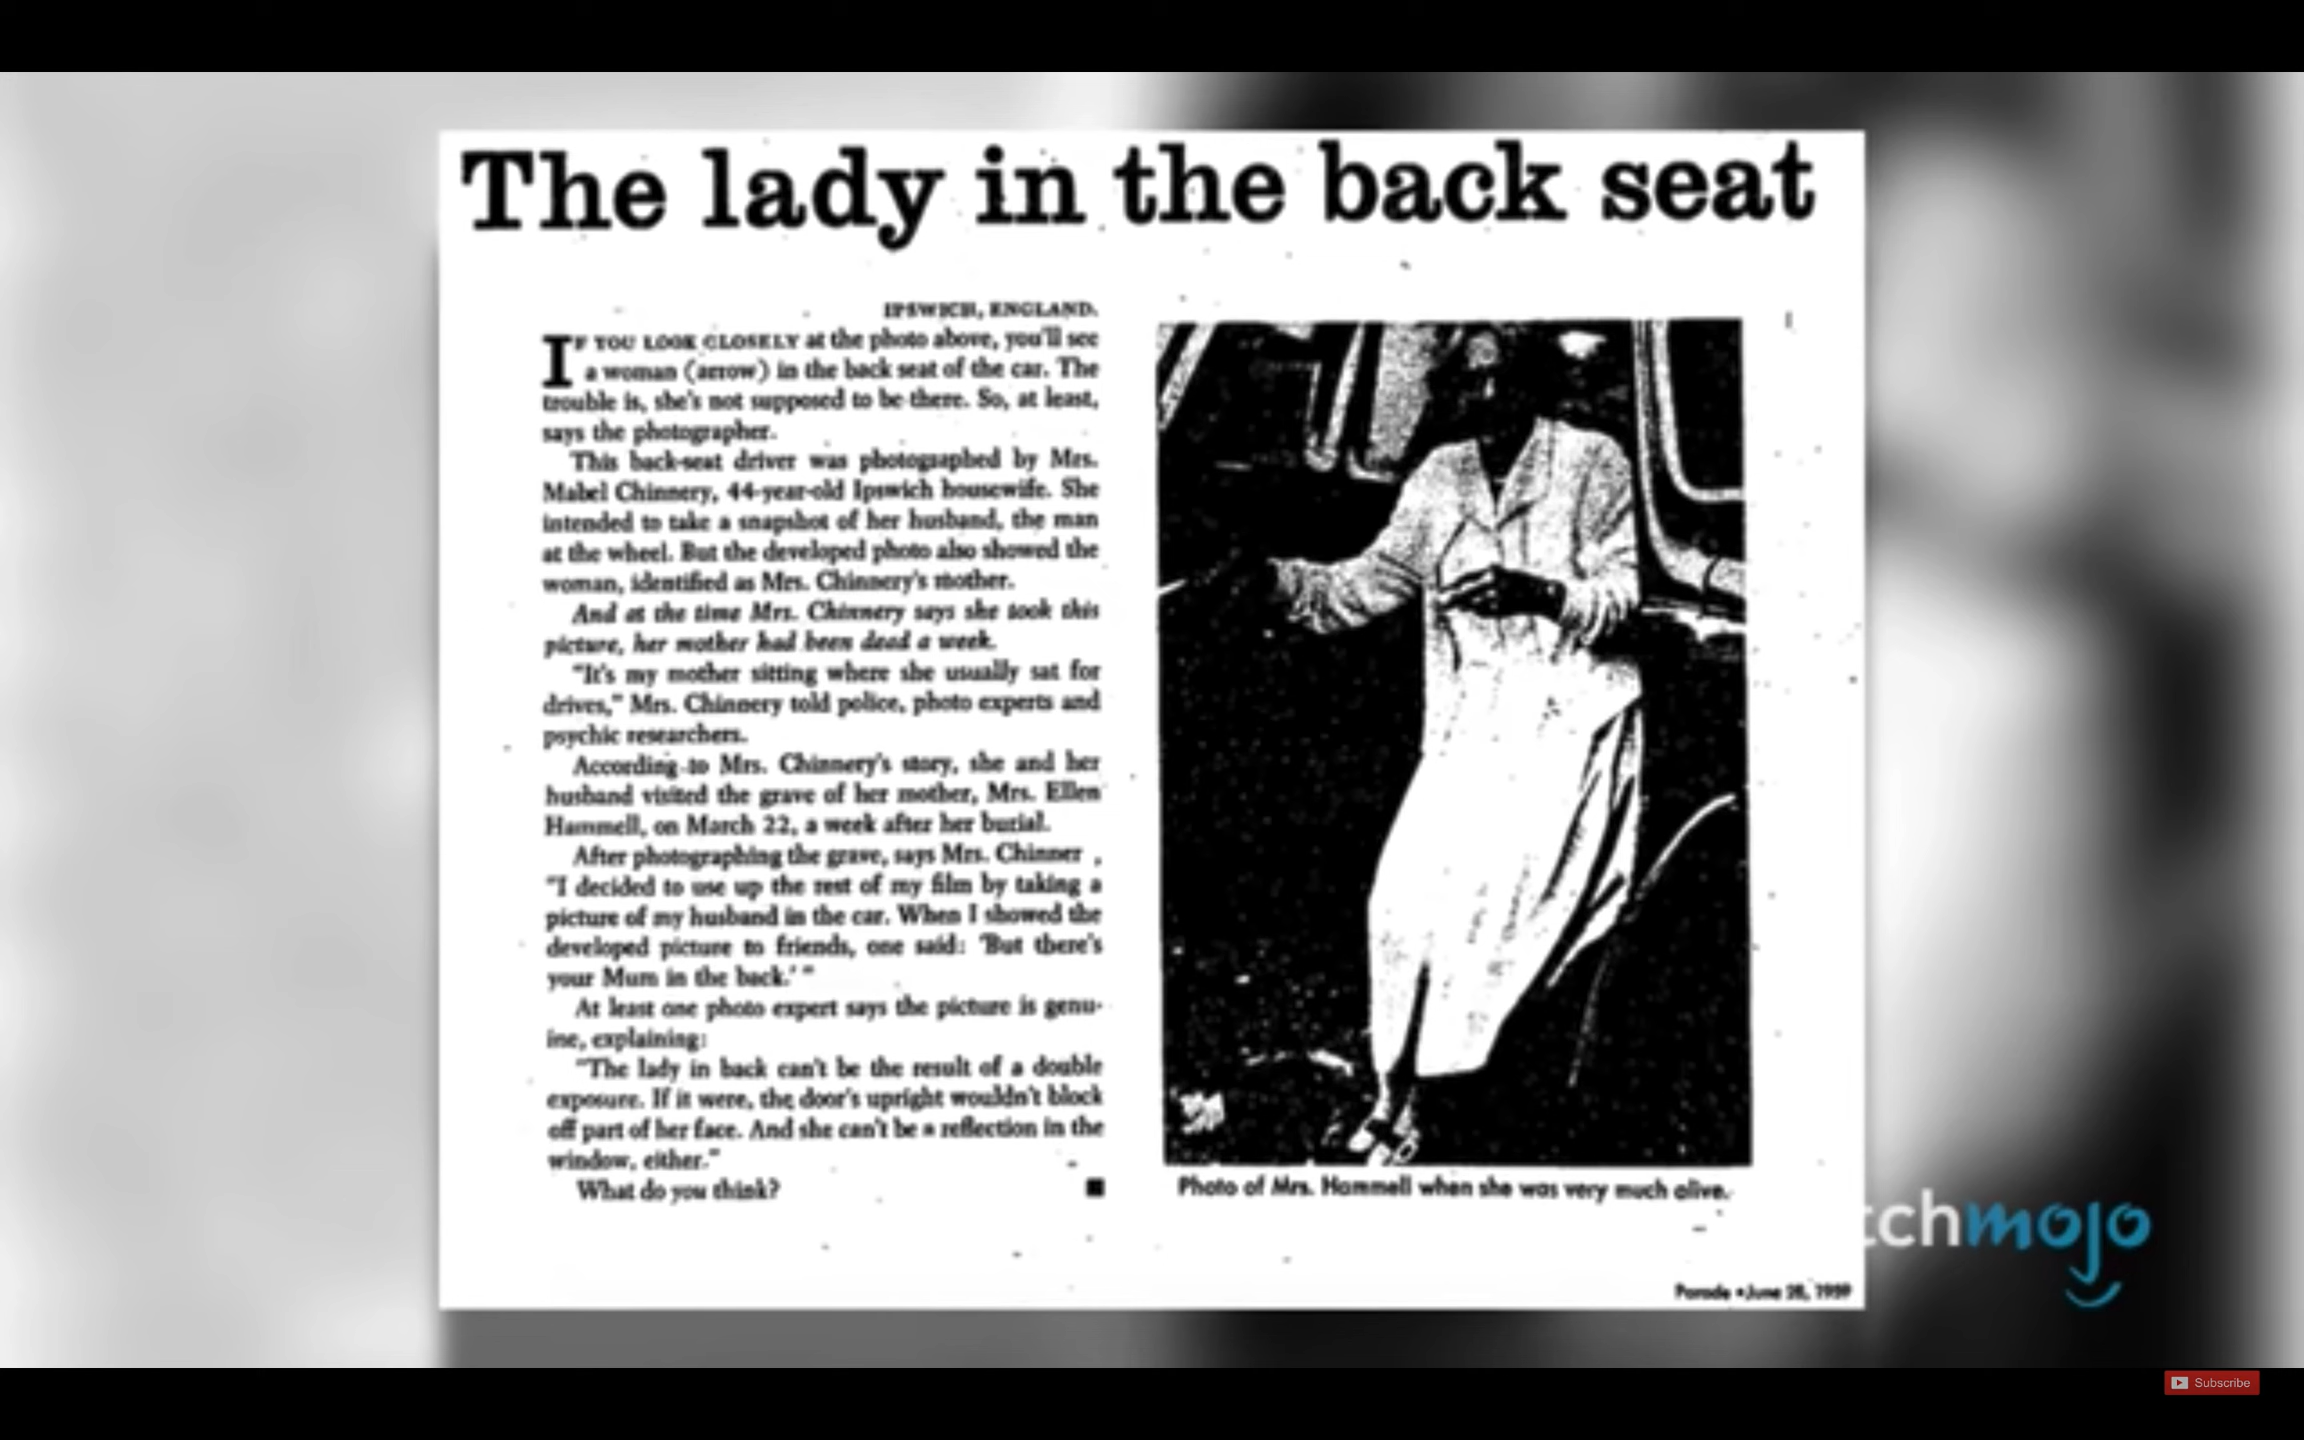 The lady in the back seat
IPSWICH, ENGLAND.
IF YOU LOOK CLOSELY at the photo above, you'll see
a woman (arrow) in the back seat of the car. The
trouble is, she's not supposed to be there. So, at least,
says the photographer.
This back-seat driver was photographed by Mrs.
Mabel Chinnery, 44-year-old Ipswich housewife. She
intended to take a snapshot of her husband, the man
at the wheel. But the developed photo also showed the
woman, identified as Mrs. Chinnery's mother.
And at the time Mrs. Chinnery says she took this
picture, her mother had been dead a week.
"It's my mother sitting where she usually sat for
drives," Mrs. Chinnery told police, photo experts and
psychic researchers.
According to Mrs. Chinnery's story, she and her
husband visited the grave of her mother, Mrs. Ellen
Hammell, on March 22, a week after her burial.
After photographing the grave, says Mrs. Chinner ,
"I decided to use up the rest of my film by taking a
picture of my husband in the car. When I showed the
developed picture to friends, one said: 'But there's
your Mum in the back.' "
At least one photo expert says the picture is genu-
ine, explaining:
"The lady in back can't be the result of a double
exposure. If it were, the door's upright wouldn't block
off part of her face. And she can't be a reflection in the
window, either."
What do you think?
Photo of Mrs. Hammell when she was very much alive.
Parade • June 28, 1959
tchmojo
Subscribe